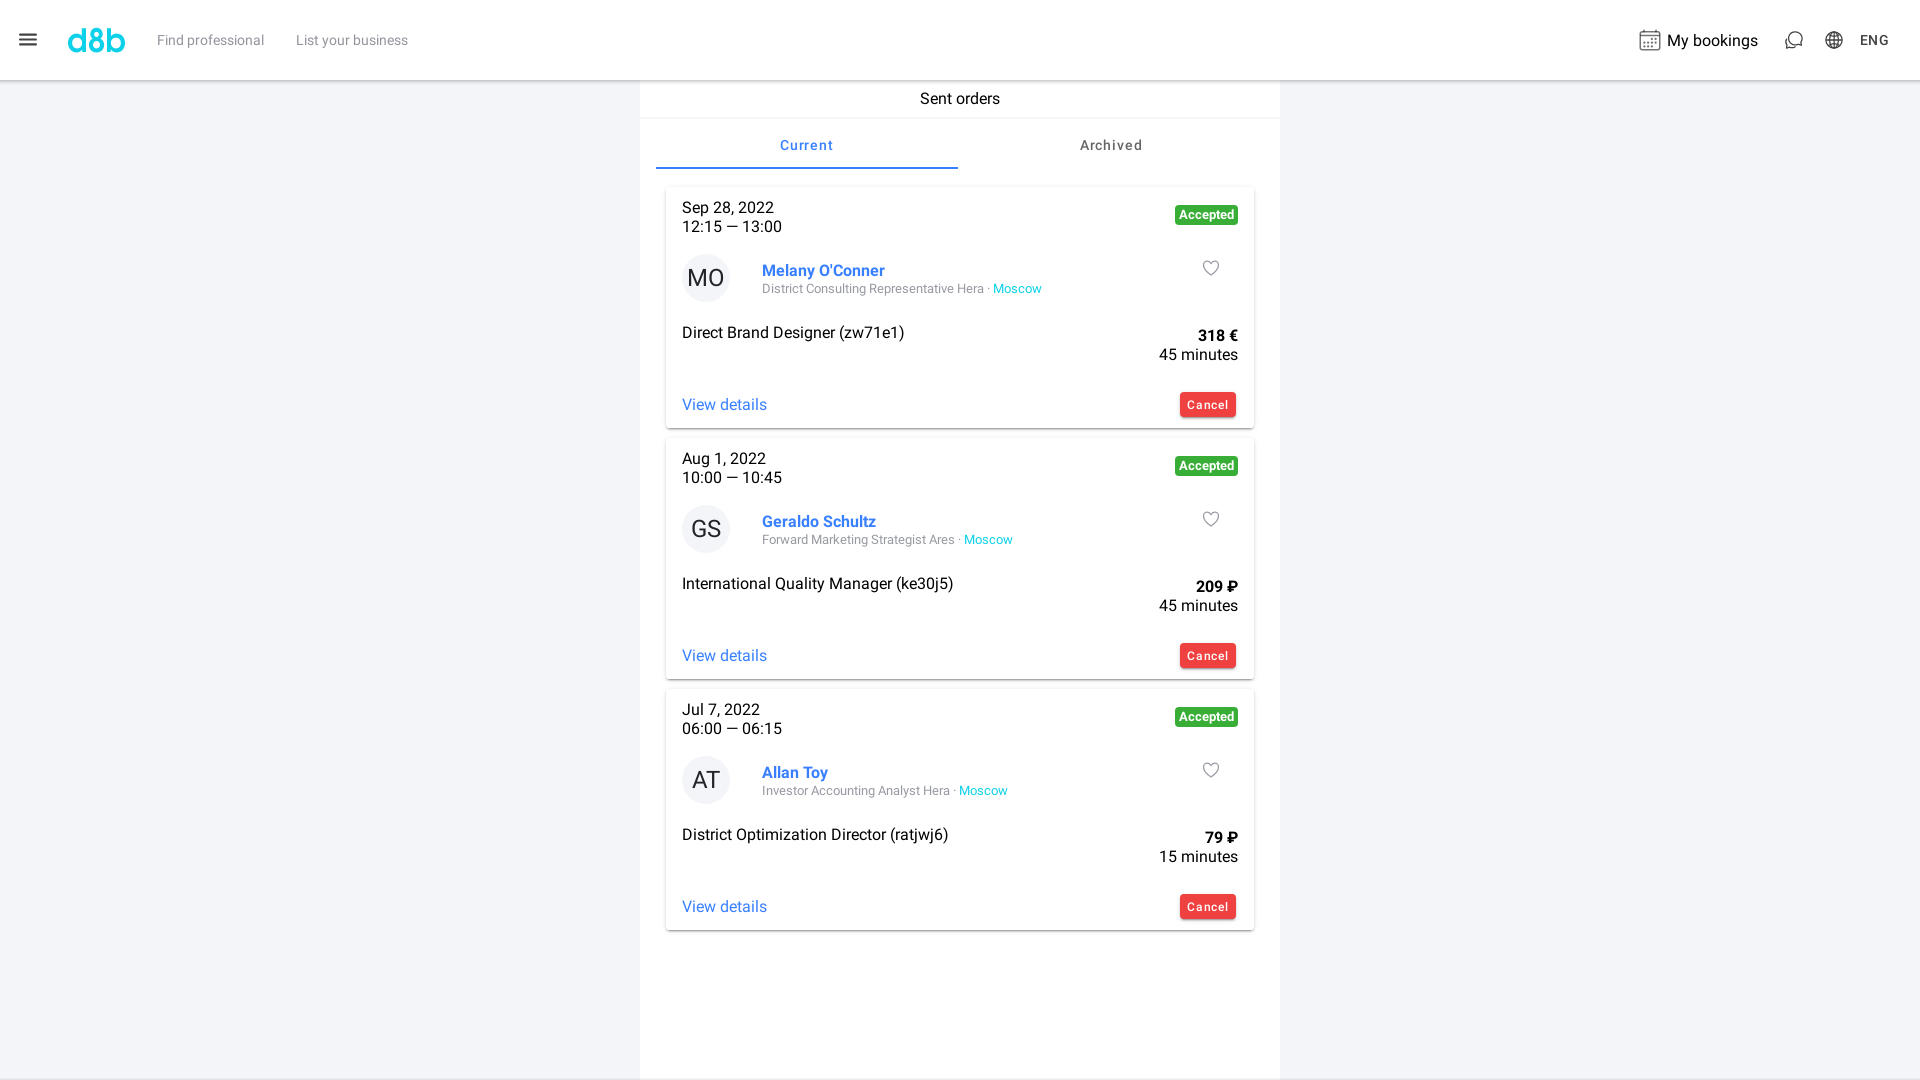 d8b
Find professional
List your business
My bookings
ENG
Sent orders
Current
Archived
Sep 28, 2022
12:15 — 13:00
Accepted
MO
Melany O'Conner
District Consulting Representative Hera · Moscow
Direct Brand Designer (zw71e1)
318 €
45 minutes
View details
Cancel
Aug 1, 2022
10:00 — 10:45
Accepted
GS
Geraldo Schultz
Forward Marketing Strategist Ares · Moscow
International Quality Manager (ke30j5)
209 ₽
45 minutes
View details
Cancel
Jul 7, 2022
06:00 — 06:15
Accepted
AT
Allan Toy
Investor Accounting Analyst Hera · Moscow
District Optimization Director (ratjwj6)
79 ₽
15 minutes
View details
Cancel